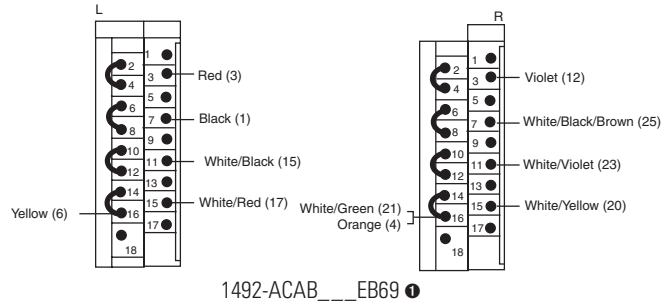 L
1
2
3
Red (3)
4
5
6
7
Black (1)
8
9
10
11
White/Black (15)
12
13
14
15
White/Red (17)
Yellow (6)
16
17
18
R
1
2
3
Violet (12)
4
5
6
7
White/Black/Brown (25)
8
9
10
11
White/Violet (23)
12
13
14
15
White/Yellow (20)
White/Green (21)
Orange (4)
16
17
18
1492-ACAB___EB69 ❶